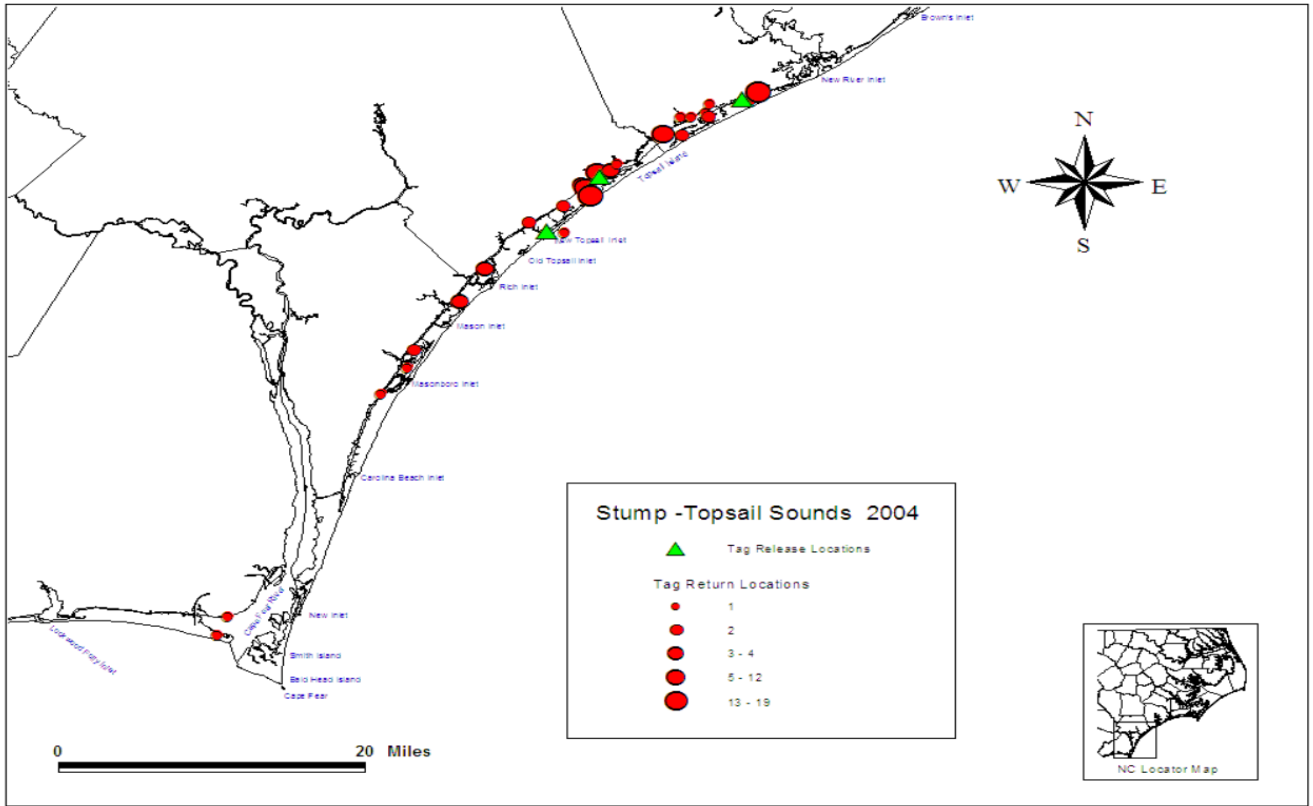 Brown's Inlet
New River Inlet
Topsail Island
New Topsail Inlet
Old Topsail Inlet
Rich Inlet
Mason Inlet
Masonboro Inlet
Carolina Beach Inlet
Cape Fear River
New Inlet
Lockwood Folly Inlet
Smith Island
Bald Head Island
Cape Fear
N
W
E
S
Stump -Topsail Sounds 2004
Tag Release Locations
Tag Return Locations
1
2
3 - 4
5 - 12
13 - 19
0
20 Miles
NC Locator Map